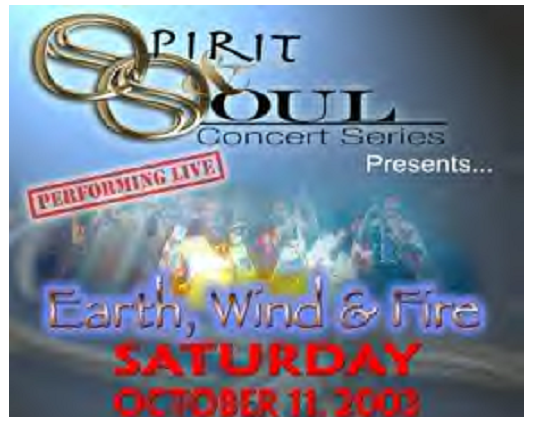 SPIRIT
&
SOUL
Concert Series
Presents...
PERFORMING LIVE
Earth, Wind & Fire
SATURDAY
OCTOBER 11, 2003